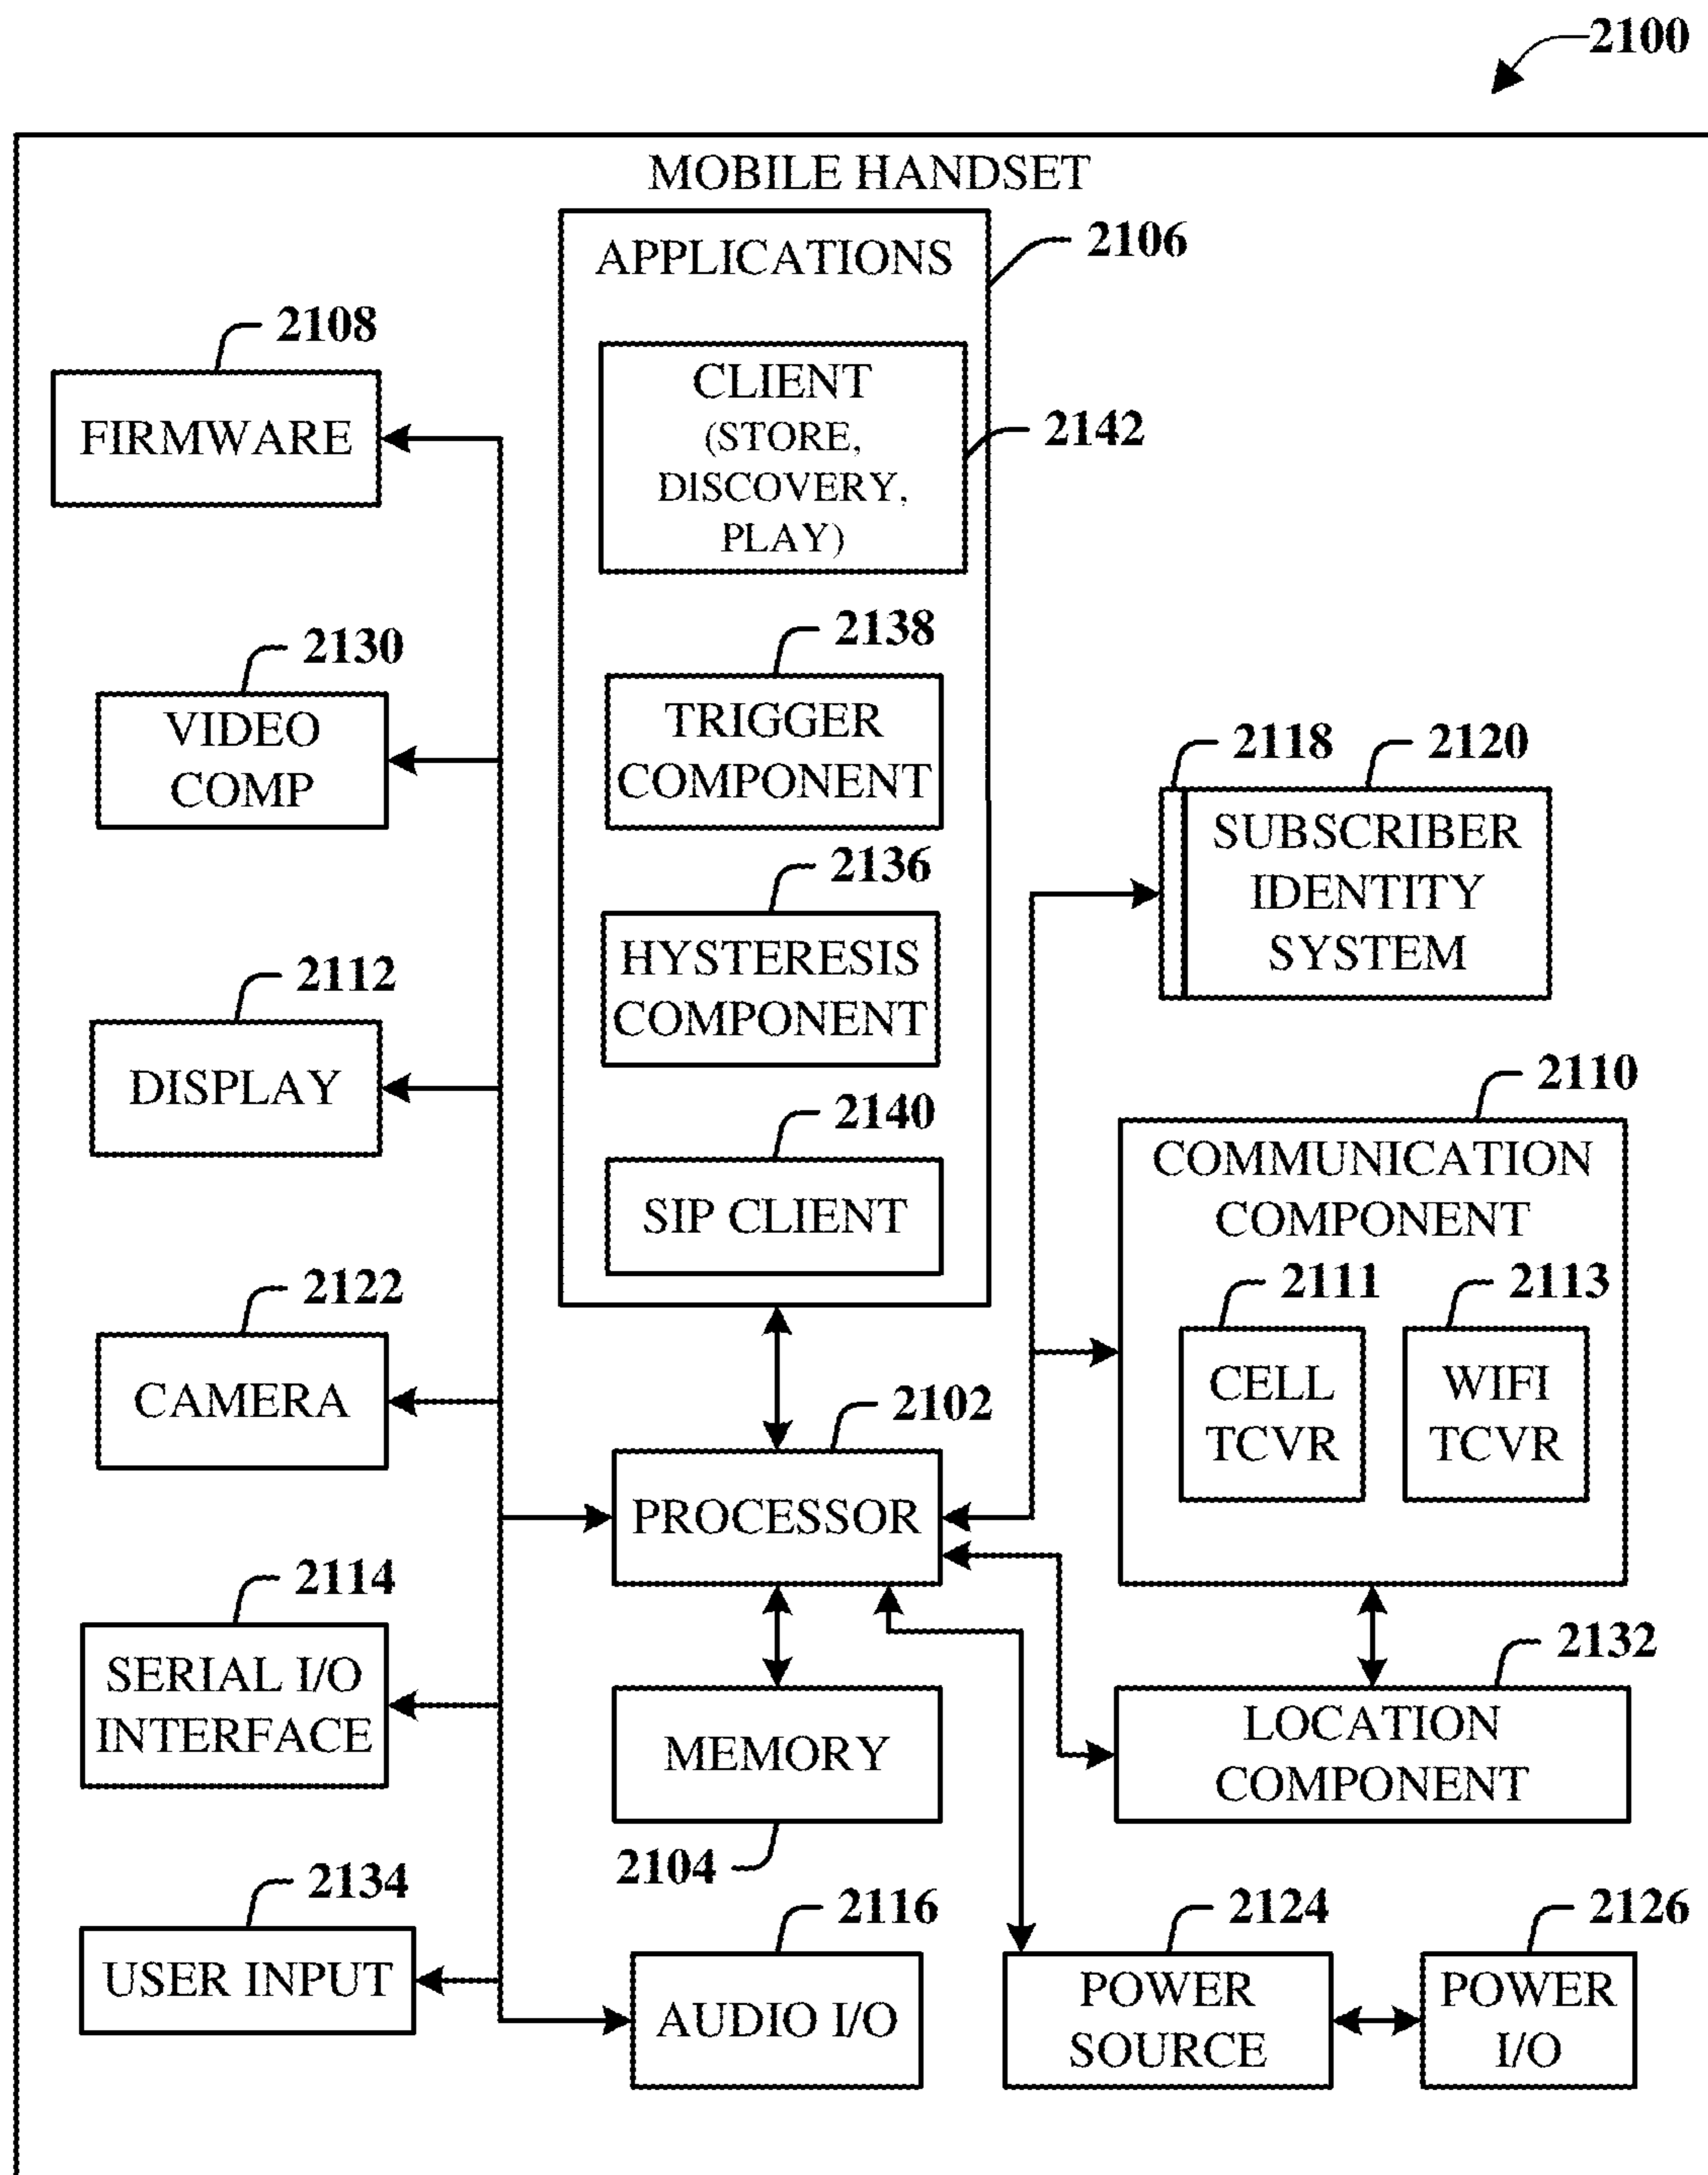 2100
MOBILE HANDSET
APPLICATIONS
2106
CLIENT
(STORE,
DISCOVERY,
PLAY)
2142
2108
FIRMWARE
2138
TRIGGER
COMPONENT
2130
VIDEO
COMP
2118
2120
SUBSCRIBER
IDENTITY
SYSTEM
2136
HYSTERESIS
COMPONENT
2112
DISPLAY
2140
SIP CLIENT
2110
COMMUNICATION
COMPONENT
2111
CELL
TCVR
2113
WIFI
TCVR
2122
CAMERA
2102
PROCESSOR
2114
SERIAL I/O
INTERFACE
MEMORY
2104
2132
LOCATION
COMPONENT
2134
USER INPUT
2116
AUDIO I/O
2124
POWER
SOURCE
2126
POWER
I/O